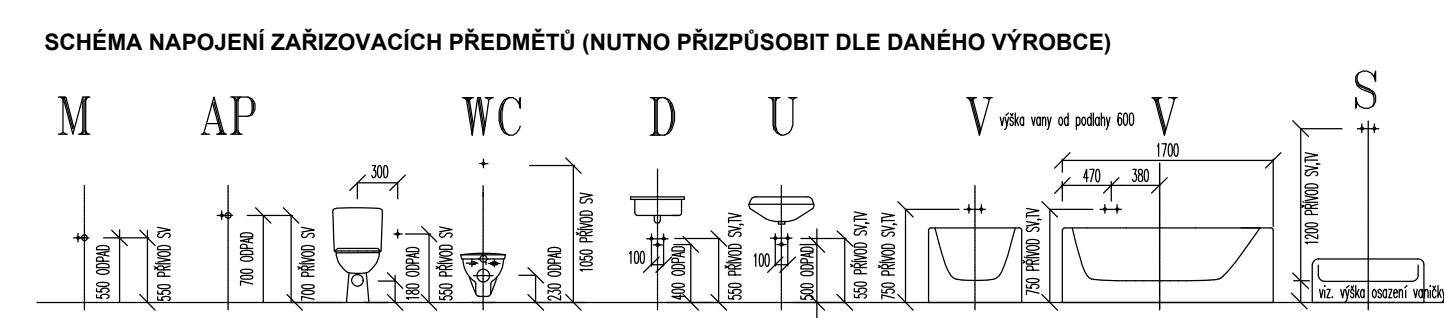 SCHÉMA NAPOJENÍ ZAŘIZOVACÍCH PŘEDMĚTŮ (NUTNO PŘIZPŮSOBIT DLE DANÉHO VÝROBCE)
M
AP
WC
D
U
V
výška vany od podlahy 600
V
S
550 ODPAD
550 PŘÍVOD SV
700 ODPAD
700 PŘÍVOD SV
300
180 ODPAD
550 PŘÍVOD SV
230 ODPAD
1050 PŘÍVOD SV
100
400 ODPAD
550 PŘÍVOD SV,TV
100
500 ODPAD
550 PŘÍVOD SV,TV
750 PŘÍVOD SV,TV
750 PŘÍVOD SV,TV
1700
470
380
1200 PŘÍVOD SV,TV
viz. výška osazení vaničky